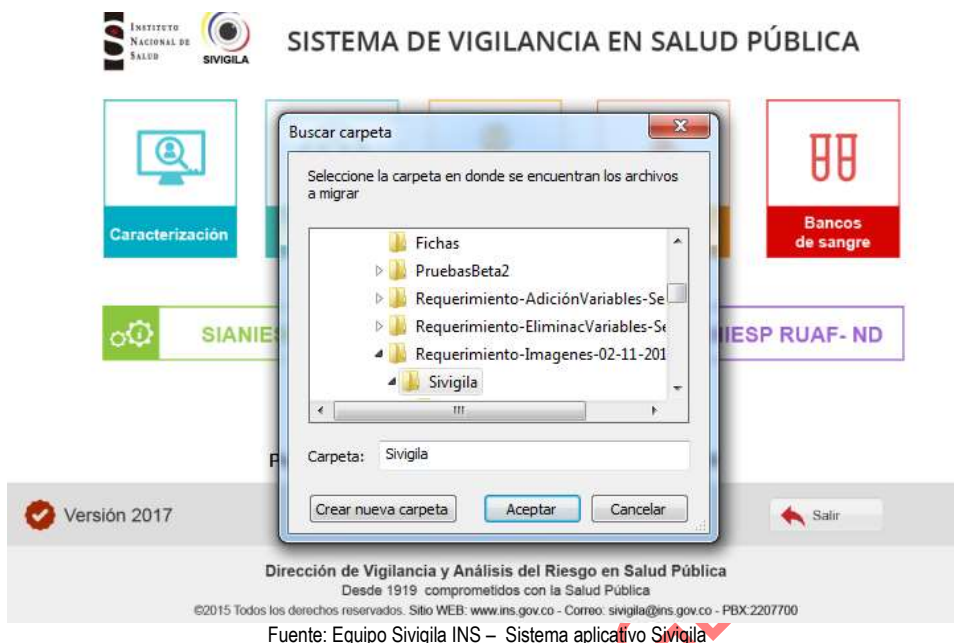 INSTITUTO
NACIONAL DE
SALUD
SIVIGILA
SISTEMA DE VIGILANCIA EN SALUD PÚBLICA
Buscar carpeta
Seleccione la carpeta en donde se encuentran los archivos
a migrar
Caracterización
Bancos
de sangre
Fichas
PruebasBeta2
Requerimiento-AdiciónVariables-Se
Requerimiento-EliminacVariables-Se
Requerimiento-Imagenes-02-11-201
Sivigila
SIANIES
IESP RUAF- ND
Carpeta: Sivigila
Crear nueva carpeta Aceptar Cancelar
Versión 2017
Salir
Dirección de Vigilancia y Análisis del Riesgo en Salud Pública
Desde 1919 comprometidos con la Salud Pública
©2015 Todos los derechos reservados. Sitio WEB: www.ins.gov.co - Correo: sivigila@ins.gov.co - PBX:2207700
Fuente: Equipo Sivigila INS – Sistema aplicativo Sivigila